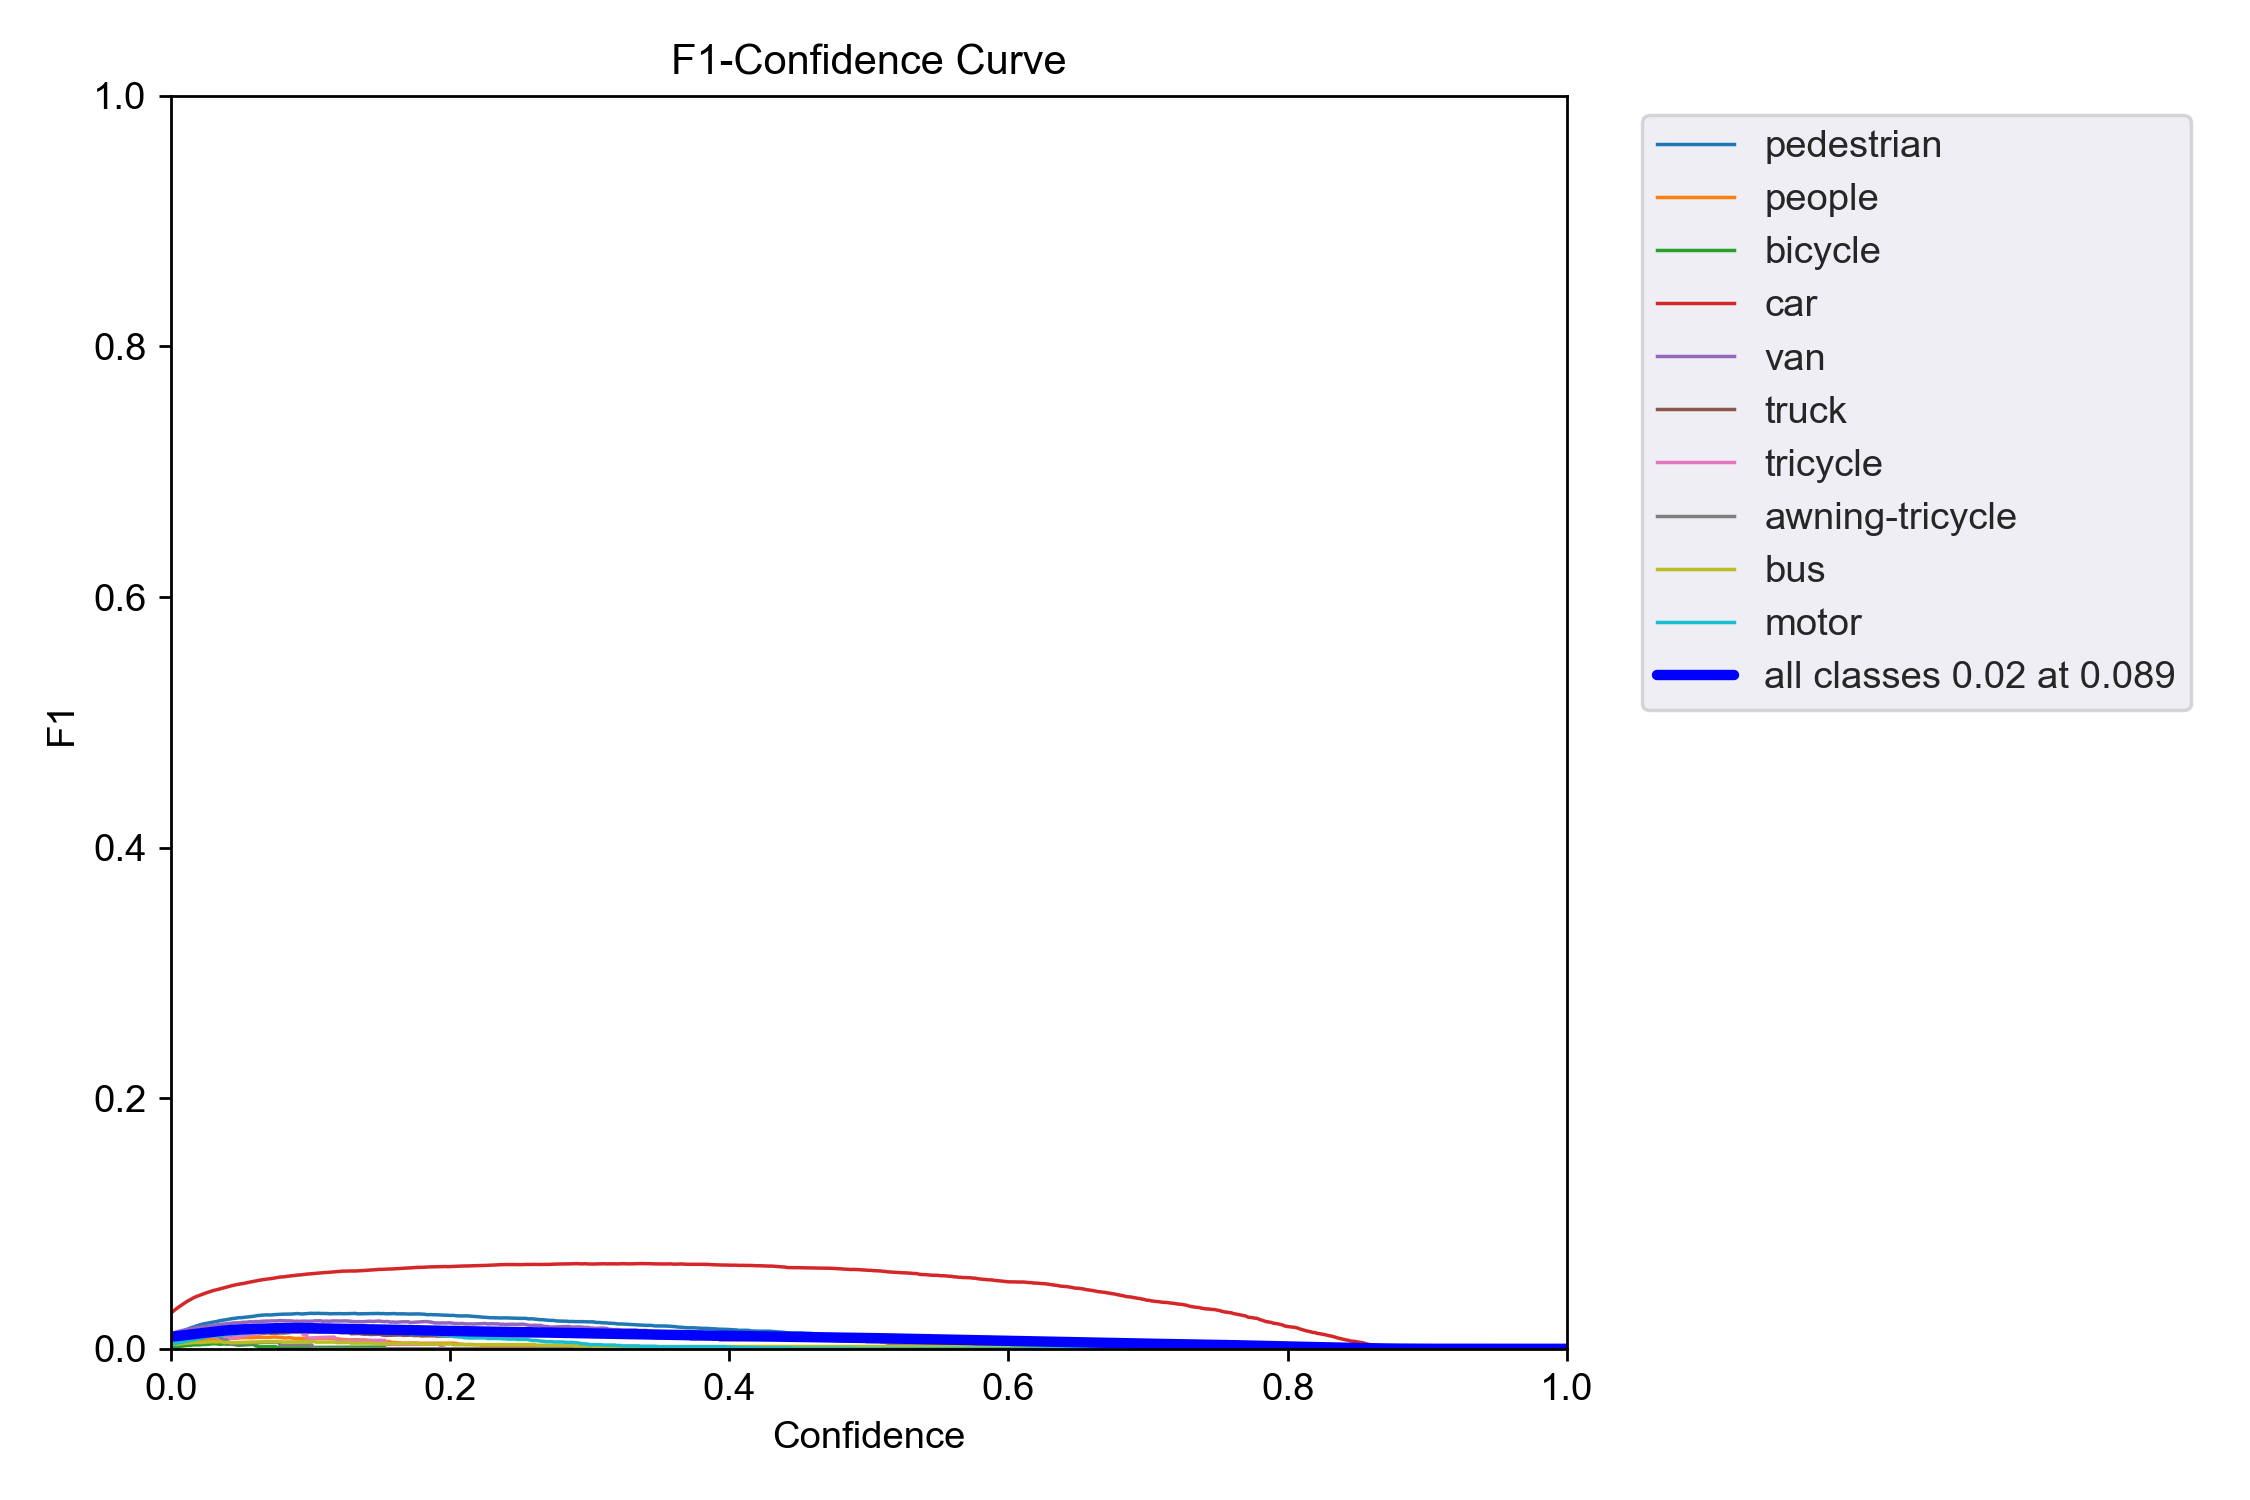 F1-Confidence Curve
1.0
0.8
0.6
0.4
0.2
0.0
F1
0.0 0.2 0.4 0.6 0.8 1.0
Confidence
pedestrian
people
bicycle
car
van
truck
tricycle
awning-tricycle
bus
motor
all classes 0.02 at 0.089